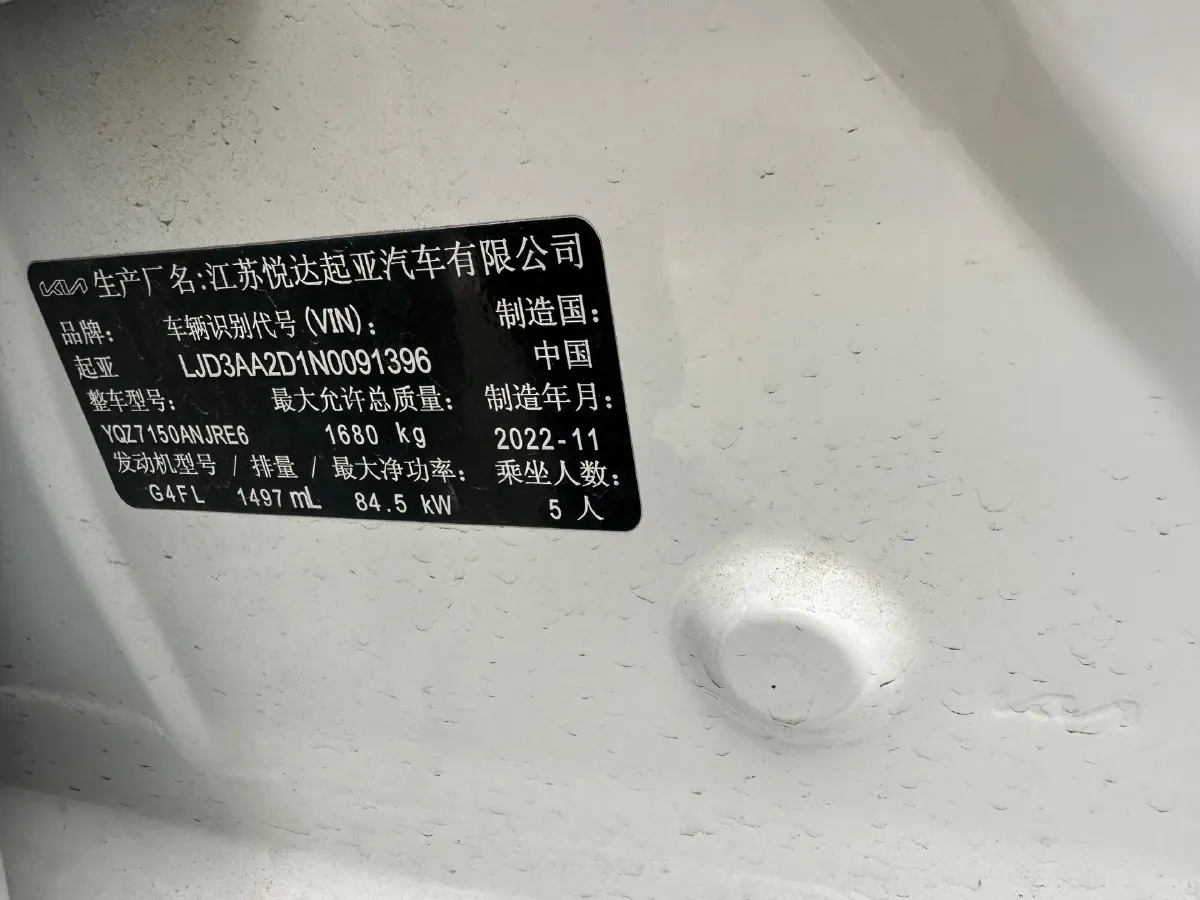 KIA 生产厂名:江苏悦达起亚汽车有限公司
品牌: 车辆识别代号(VIN): 制造国:
起亚 LJD3AA2D1N0091396 中国
整车型号: 最大允许总质量: 制造年月:
YQZ7150ANJRE6 1680 kg 2022-11
发动机型号 / 排量 / 最大净功率: 乘坐人数:
G4FL 1497 mL 84.5 kW 5 人